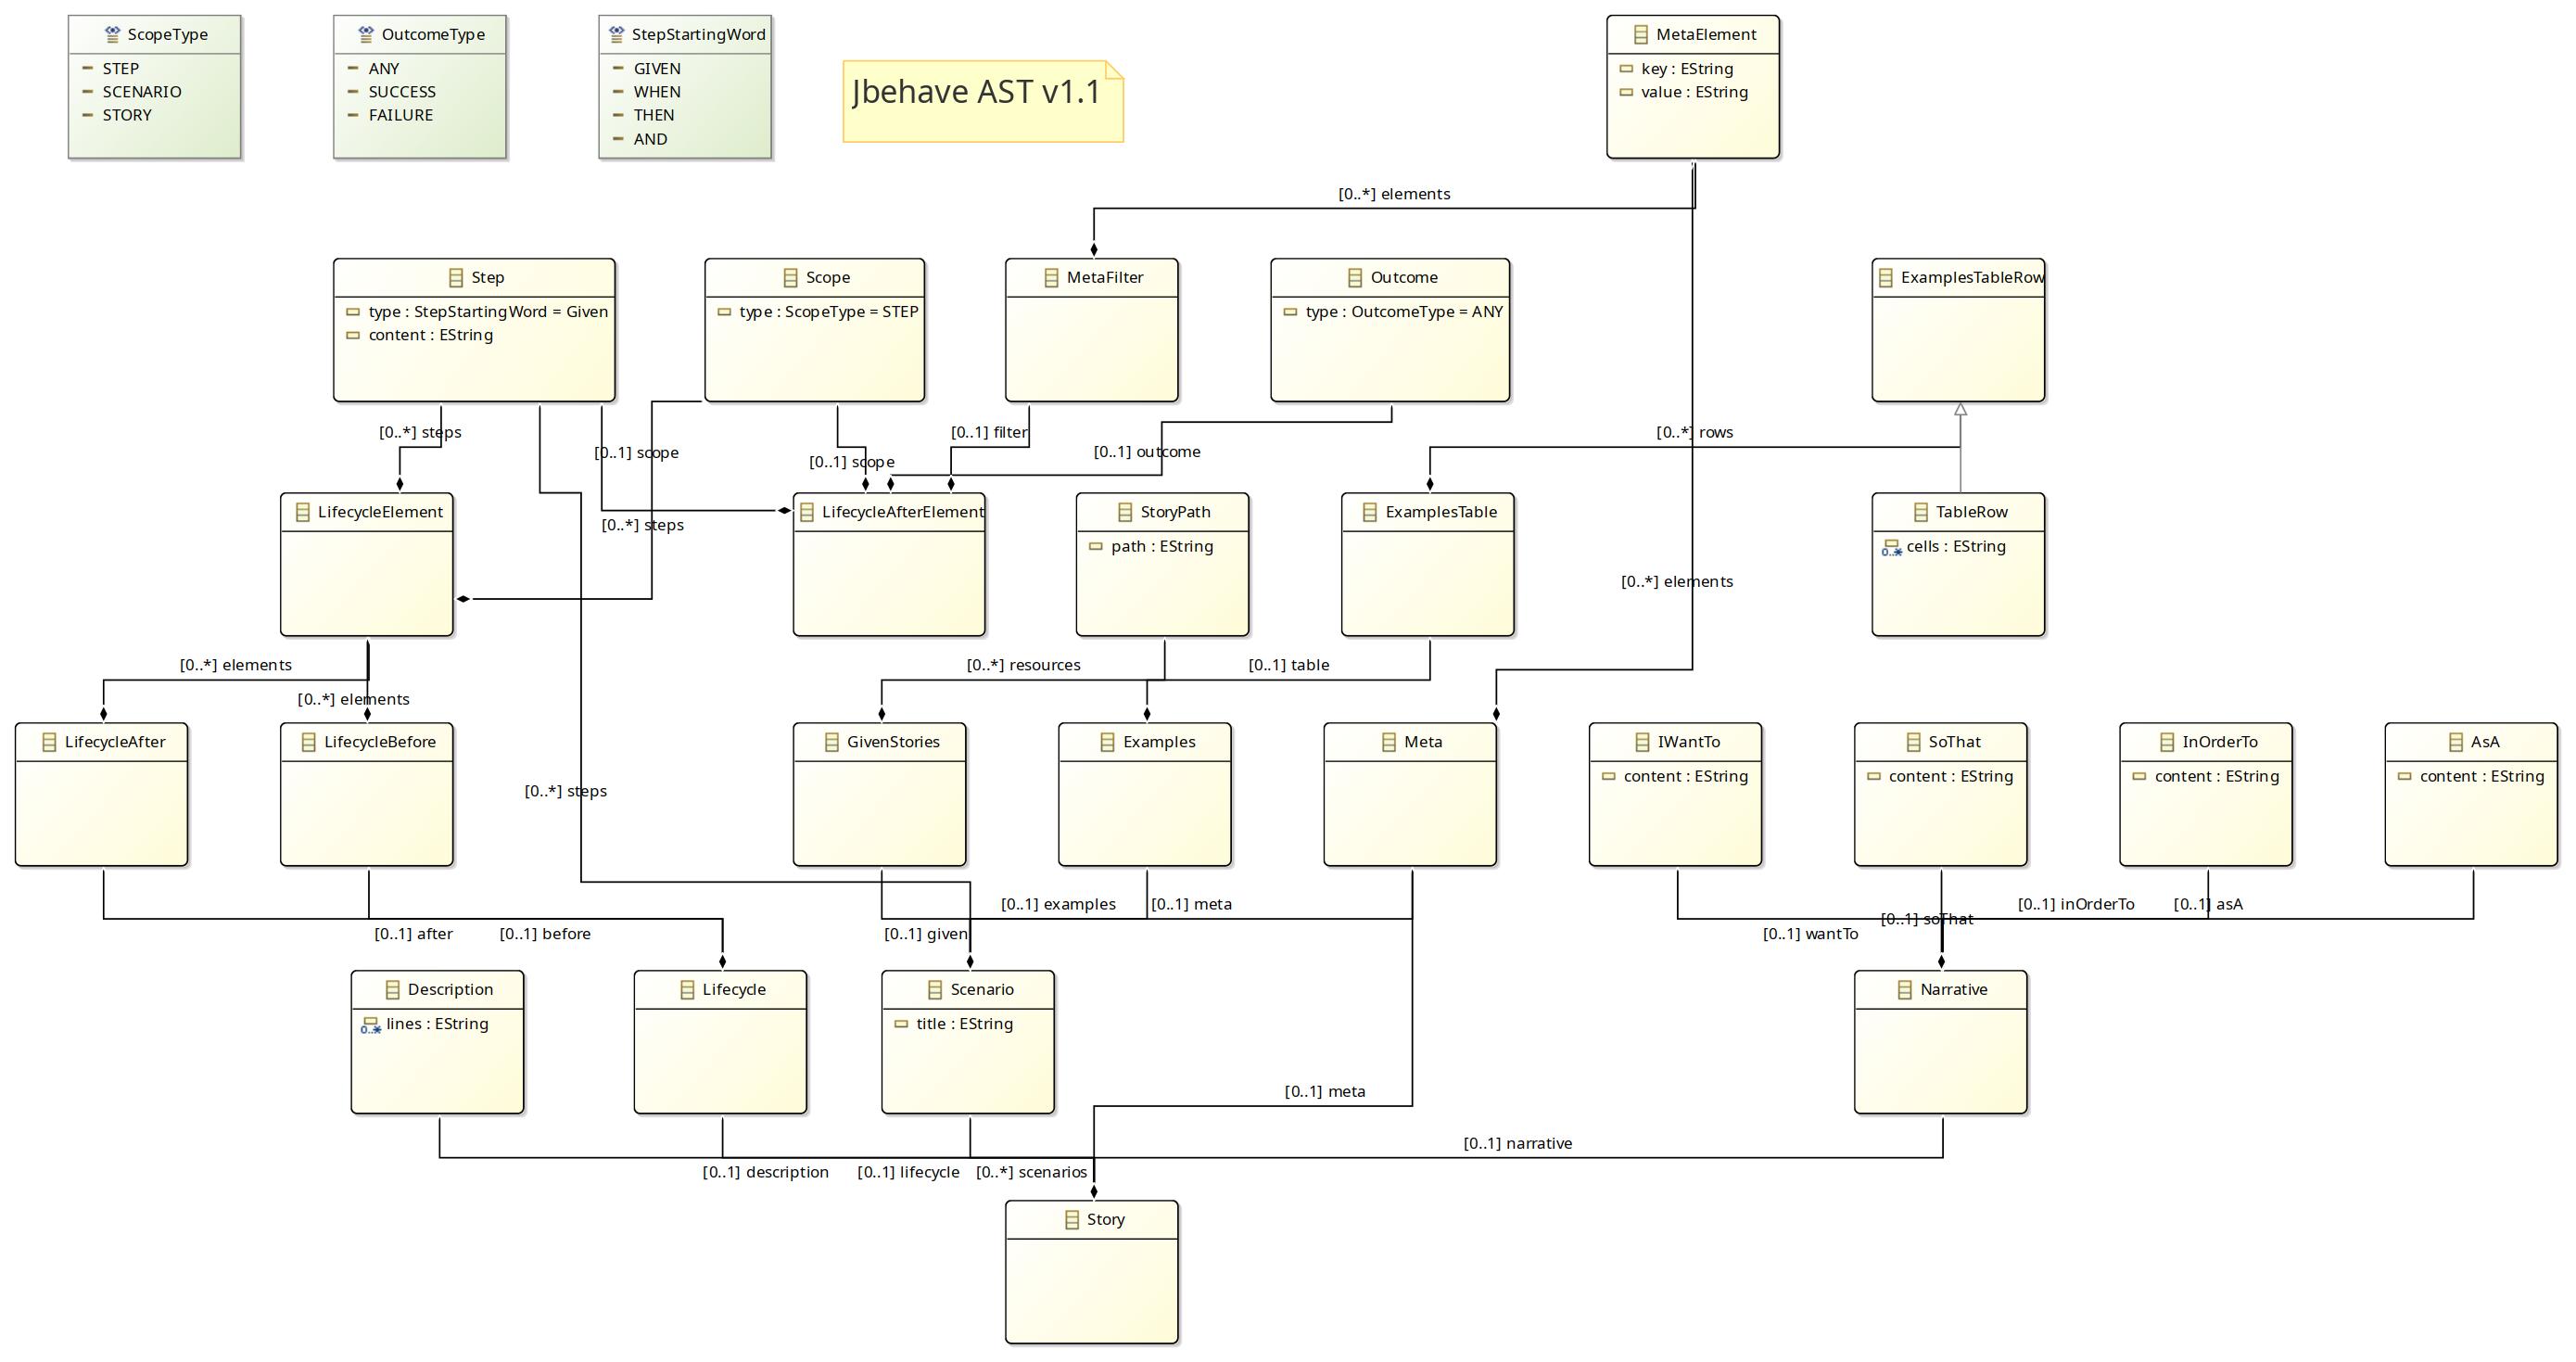 ScopeType
STEP
SCENARIO
STORY
OutcomeType
ANY
SUCCESS
FAILURE
StepStartingWord
GIVEN
WHEN
THEN
AND
Jbehave AST v1.1
MetaElement
key : EString
value : EString
[0..*] elements
Step
type : StepStartingWord = Given
content : EString
Scope
type : ScopeType = STEP
MetaFilter
Outcome
type : OutcomeType = ANY
ExamplesTableRow
[0..*] steps
[0..1] scope
[0..1] scope
[0..1] filter
[0..1] outcome
[0..*] rows
LifecycleElement
[0..*] steps
LifecycleAfterElement
StoryPath
path : EString
ExamplesTable
[0..*] elements
TableRow
0..* cells : EString
[0..*] elements
[0..*] elements
[0..*] resources
[0..1] table
LifecycleAfter
LifecycleBefore
[0..*] steps
GivenStories
Examples
Meta
IWantTo
content : EString
SoThat
content : EString
InOrderTo
content : EString
AsA
content : EString
[0..1] after
[0..1] before
[0..1] given
[0..1] examples
[0..1] meta
[0..1] wantTo
[0..1] soThat
[0..1] inOrderTo
[0..1] asA
Description
0..* lines : EString
Lifecycle
Scenario
title : EString
Narrative
[0..1] meta
[0..1] narrative
[0..1] description
[0..1] lifecycle
[0..*] scenarios
Story